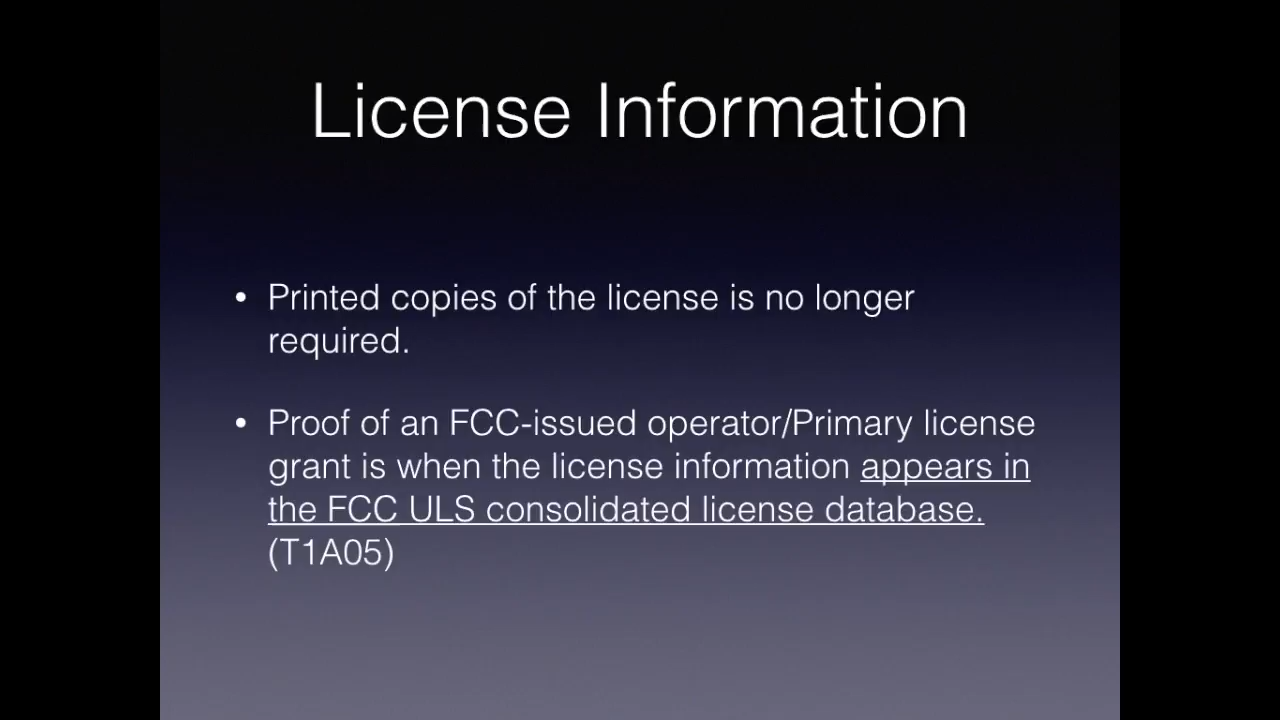 License Information
• Printed copies of the license is no longer
required.
• Proof of an FCC-issued operator/Primary license
grant is when the license information appears in
the FCC ULS consolidated license database.
(T1A05)